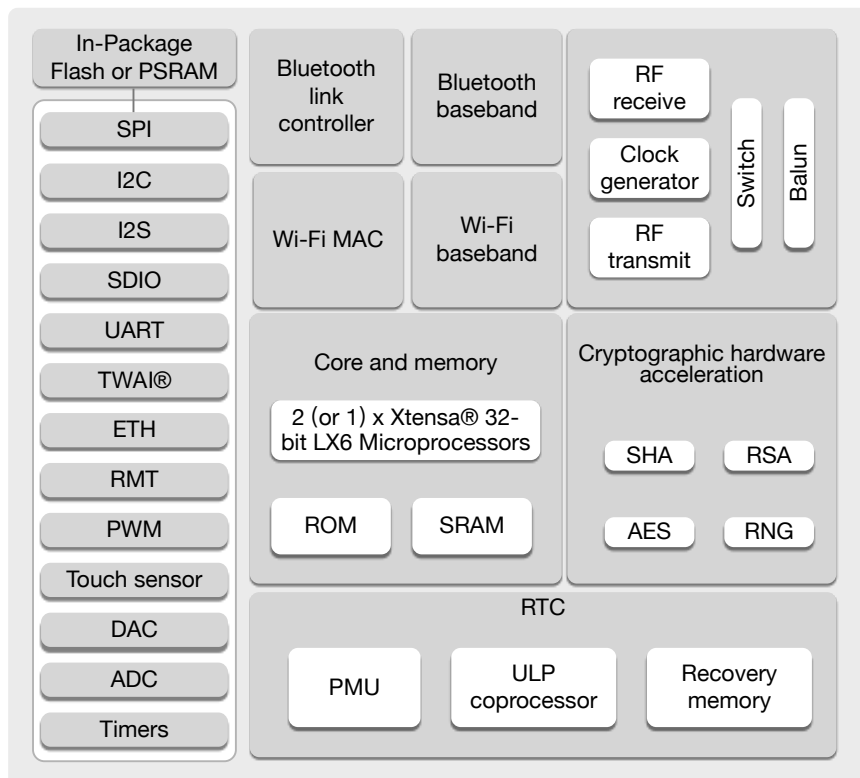 In-Package
Flash or PSRAM
SPI
I2C
I2S
SDIO
UART
TWAI®
ETH
RMT
PWM
Touch sensor
DAC
ADC
Timers
Bluetooth
link
controller
Bluetooth
baseband
Wi-Fi MAC
Wi-Fi
baseband
RF
receive
Clock
generator
RF
transmit
Switch
Balun
Core and memory
2 (or 1) x Xtensa® 32-
bit LX6 Microprocessors
ROM
SRAM
Cryptographic hardware
acceleration
SHA
RSA
AES
RNG
RTC
PMU
ULP
coprocessor
Recovery
memory